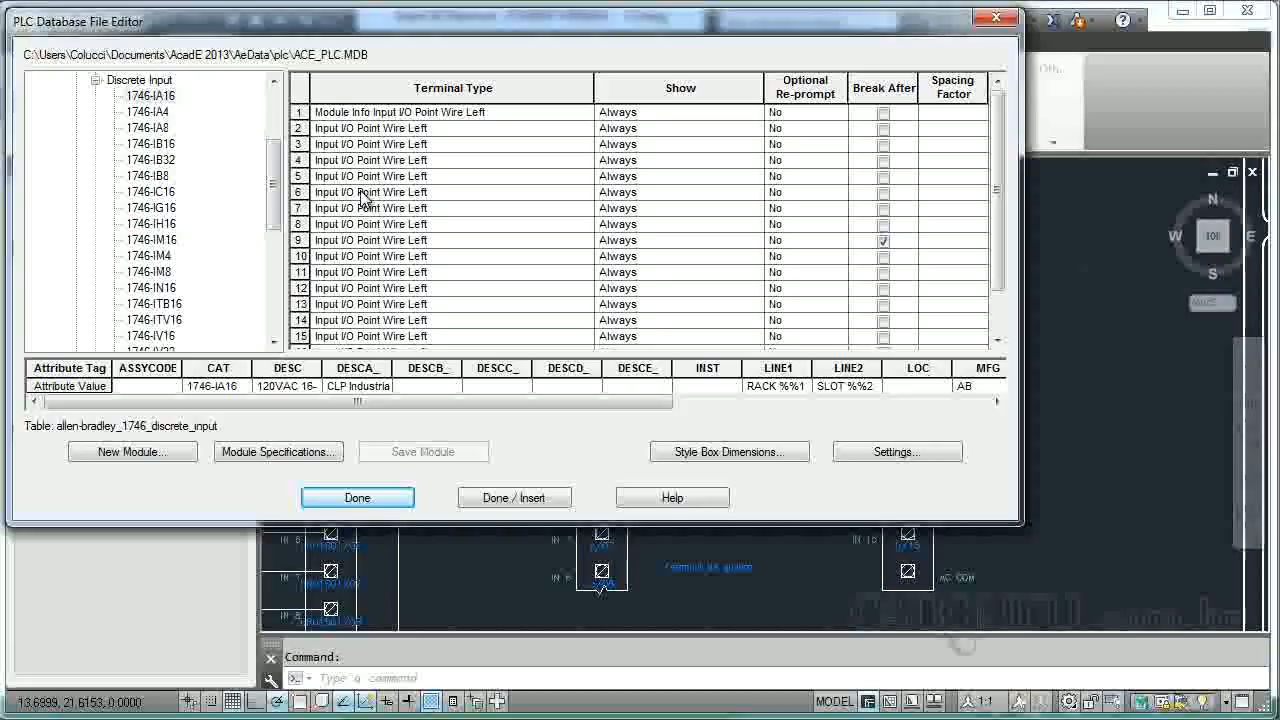 PLC Database File Editor
C:\Users\Colucci\Documents\AcadE 2013\AeData\plc\ACE_PLC.MDB
Discrete Input
1746-IA16
1746-IA4
1746-IA8
1746-IB16
1746-IB32
1746-IB8
1746-IC16
1746-IG16
1746-IH16
1746-IM16
1746-IM4
1746-IM8
1746-IN16
1746-ITB16
1746-ITV16
1746-IV16
Terminal Type Show Optional Re-prompt Break After Spacing Factor
1 Module Info Input I/O Point Wire Left Always No
2 Input I/O Point Wire Left Always No
3 Input I/O Point Wire Left Always No
4 Input I/O Point Wire Left Always No
5 Input I/O Point Wire Left Always No
6 Input I/O Point Wire Left Always No
7 Input I/O Point Wire Left Always No
8 Input I/O Point Wire Left Always No
9 Input I/O Point Wire Left Always No
10 Input I/O Point Wire Left Always No
11 Input I/O Point Wire Left Always No
12 Input I/O Point Wire Left Always No
13 Input I/O Point Wire Left Always No
14 Input I/O Point Wire Left Always No
15 Input I/O Point Wire Left Always No
Attribute Tag ASSYCODE CAT DESC DESCA_ DESCB_ DESCC_ DESCD_ DESCE_ INST LINE1 LINE2 LOC MFG
Attribute Value 1746-IA16 120VAC 16- CLP Industria RACK %%1 SLOT %%2 AB
Table: allen-bradley_1746_discrete_input
New Module... Module Specifications... Save Module Style Box Dimensions... Settings...
Done Done / Insert Help
N
W E
S
IN 7
AC COM
IN 8
Command:
Type a command
13.6899, 21.6153, 0.0000 MODEL 1:1